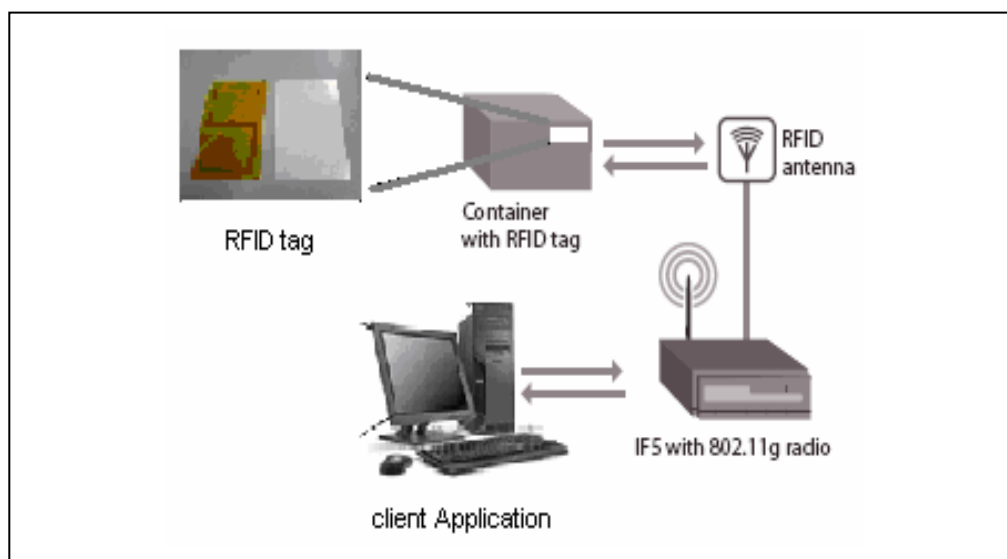 RFID tag
Container
with RFID tag
RFID
antenna
IF5 with 802.11g radio
client Application